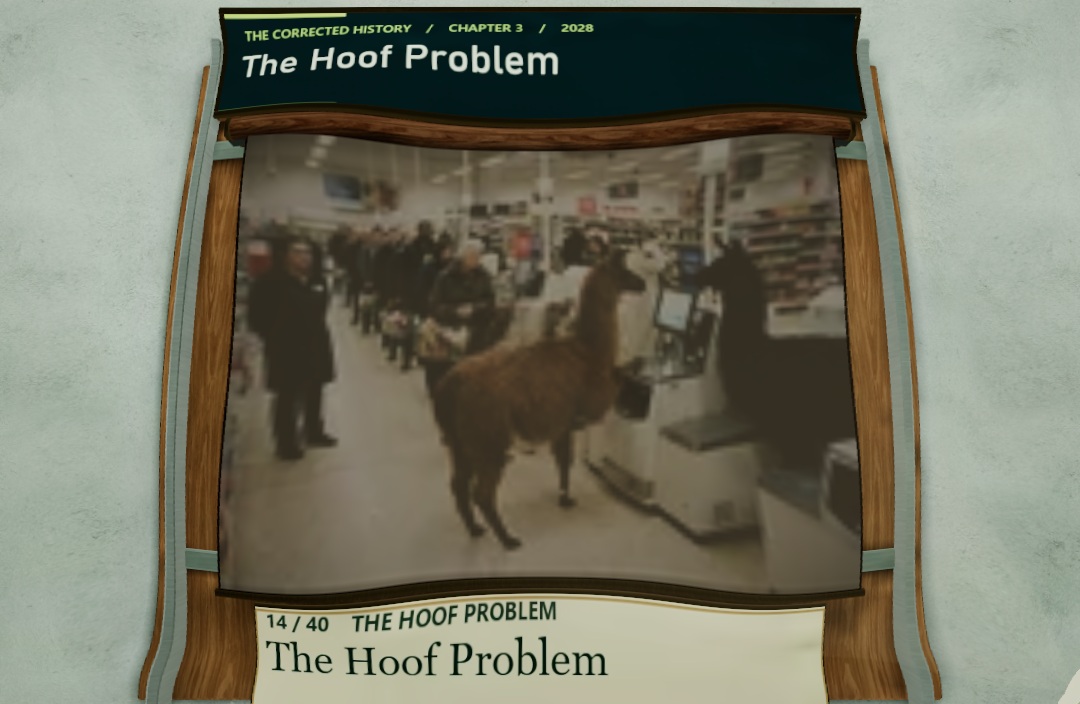 THE CORRECTED HISTORY / CHAPTER 3 / 2028
The Hoof Problem
14 / 40 THE HOOF PROBLEM
The Hoof Problem